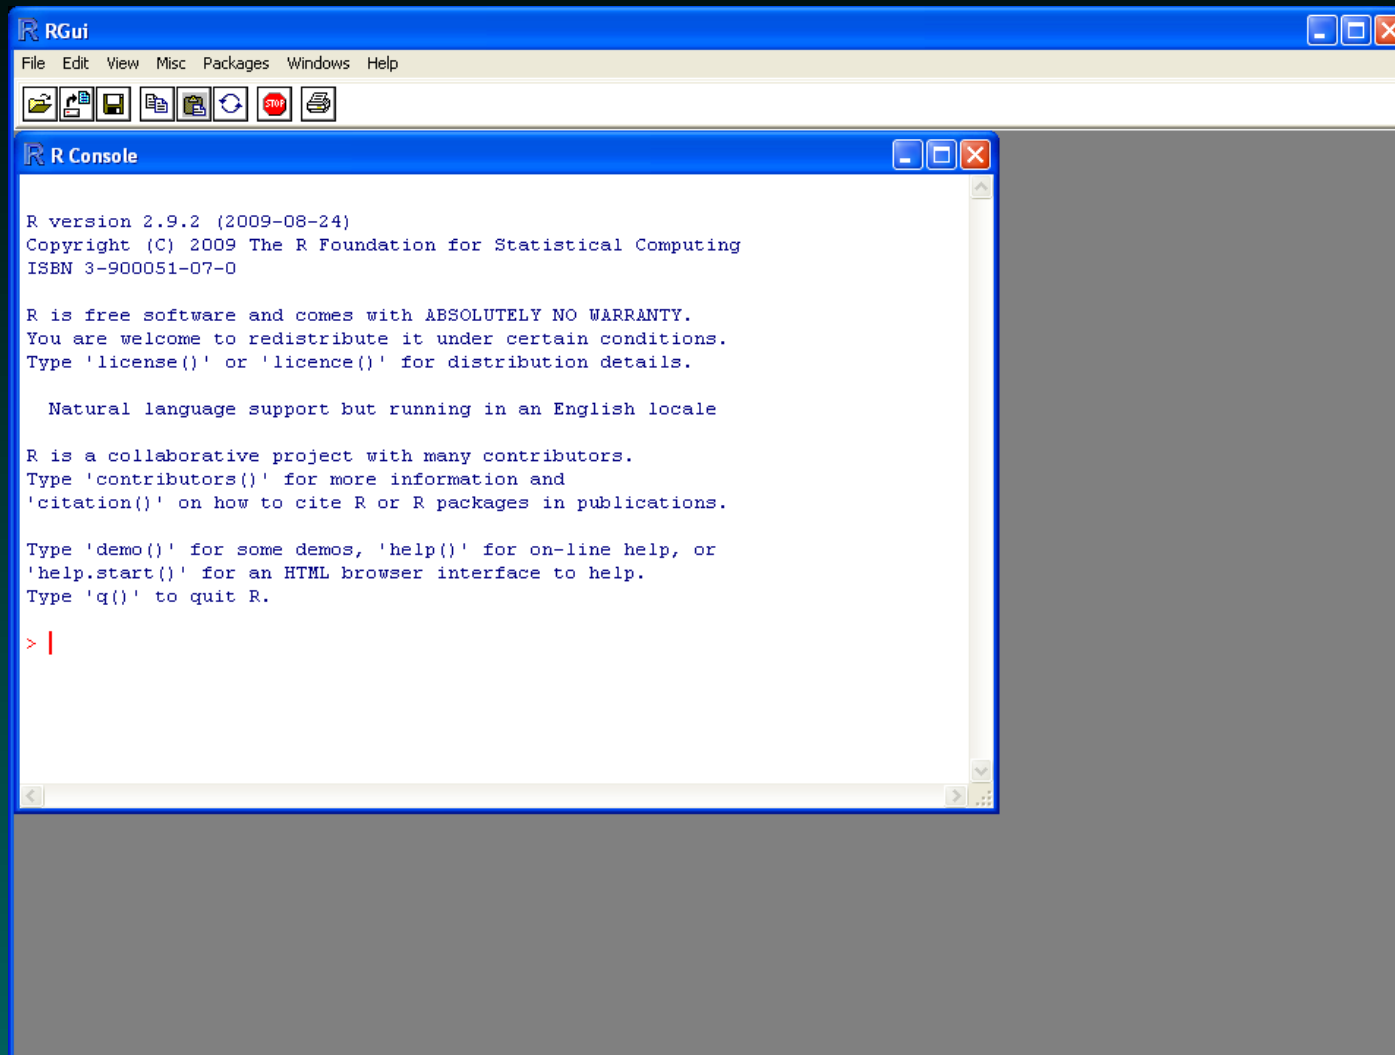 RGui
File Edit View Misc Packages Windows Help
STOP
R Console
R version 2.9.2 (2009-08-24)
Copyright (C) 2009 The R Foundation for Statistical Computing
ISBN 3-900051-07-0
R is free software and comes with ABSOLUTELY NO WARRANTY.
You are welcome to redistribute it under certain conditions.
Type 'license()' or 'licence()' for distribution details.
Natural language support but running in an English locale
R is a collaborative project with many contributors.
Type 'contributors()' for more information and
'citation()' on how to cite R or R packages in publications.
Type 'demo()' for some demos, 'help()' for on-line help, or
'help.start()' for an HTML browser interface to help.
Type 'q()' to quit R.
>